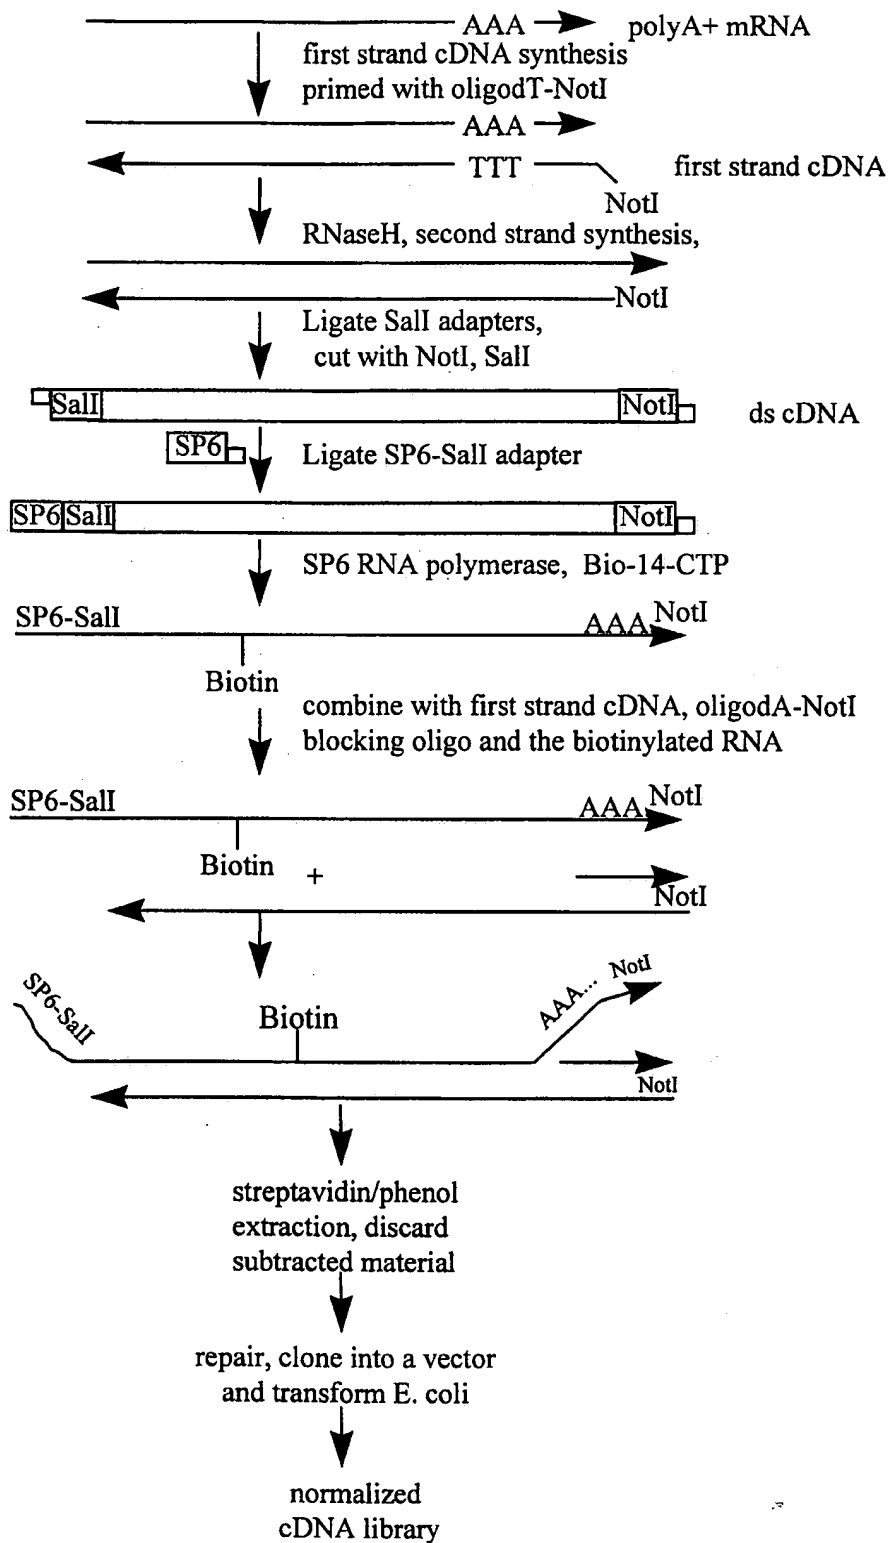 AAA polyA+ mRNA
first strand cDNA synthesis
primed with oligodT-NotI
AAA
TTT first strand cDNA
NotI
RNaseH, second strand synthesis,
NotI
Ligate SalI adapters,
cut with NotI, SalI
SalI NotI ds cDNA
SP6 Ligate SP6-SalI adapter
SP6 SalI NotI
SP6 RNA polymerase, Bio-14-CTP
SP6-SalI AAA NotI
Biotin
combine with first strand cDNA, oligodA-NotI
blocking oligo and the biotinylated RNA
SP6-SalI AAA NotI
Biotin +
NotI
SP6-SalI Biotin AAA... NotI
NotI
streptavidin/phenol
extraction, discard
subtracted material
repair, clone into a vector
and transform E. coli
normalized
cDNA library